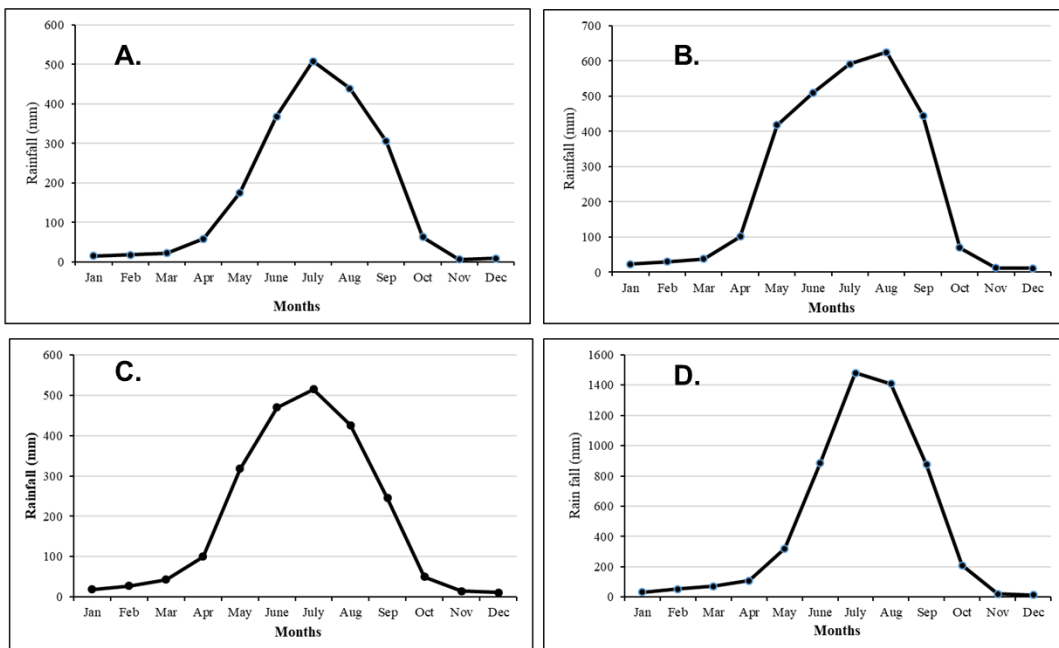 A.
Rainfall (mm)
600
500
400
300
200
100
0
Jan Feb Mar Apr May June July Aug Sep Oct Nov Dec
Months
B.
Rainfall (mm)
700
600
500
400
300
200
100
0
Jan Feb Mar Apr May June July Aug Sep Oct Nov Dec
Months
C.
Rainfall (mm)
600
500
400
300
200
100
0
Jan Feb Mar Apr May June July Aug Sep Oct Nov Dec
Months
D.
Rain fall (mm)
1600
1400
1200
1000
800
600
400
200
0
Jan Feb Mar Apr May June July Aug Sep Oct Nov Dec
Months